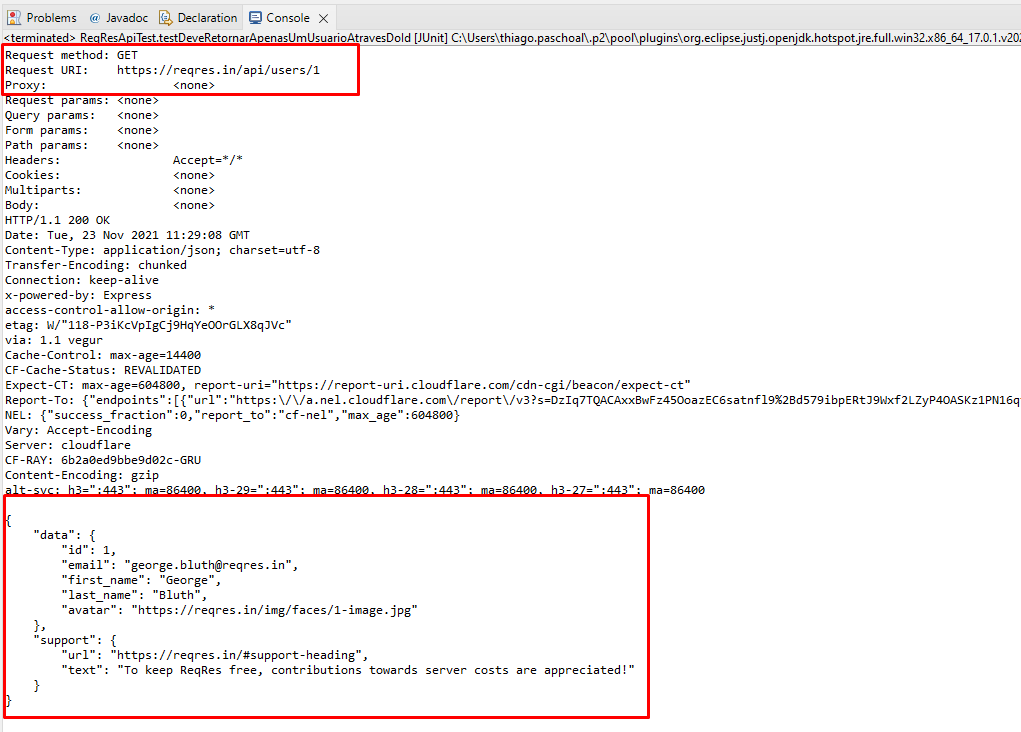 Problems @ Javadoc Declaration Console
<terminated> ReqResApiTest.testDeveRetornarApenasUmUsuarioAtravesDoId [JUnit] C:\Users\thiago.paschoal\.p2\pool\plugins\org.eclipse.justj.openjdk.hotspot.jre.full.win32.x86_64_17.0.1.v202
Request method: GET
Request URI: https://reqres.in/api/users/1
Proxy: <none>
Request params: <none>
Query params: <none>
Form params: <none>
Path params: <none>
Headers: Accept=*/*
Cookies: <none>
Multiparts: <none>
Body: <none>
HTTP/1.1 200 OK
Date: Tue, 23 Nov 2021 11:29:08 GMT
Content-Type: application/json; charset=utf-8
Transfer-Encoding: chunked
Connection: keep-alive
x-powered-by: Express
access-control-allow-origin: *
etag: W/"118-P3iKcVpIgCj9HqYeOOrGLX8qJVc"
via: 1.1 vegur
Cache-Control: max-age=14400
CF-Cache-Status: REVALIDATED
Expect-CT: max-age=604800, report-uri="https://report-uri.cloudflare.com/cdn-cgi/beacon/expect-ct"
Report-To: {"endpoints":[{"url":"https:\/\/a.nel.cloudflare.com\/report\/v3?s=DzIq7TQACAxxBwFz45OoazEC6satnfl9%2Bd579ibpERtJ9Wxf2LZyP4OASKz1PN16q
NEL: {"success_fraction":0,"report_to":"cf-nel","max_age":604800}
Vary: Accept-Encoding
Server: cloudflare
CF-RAY: 6b2a0ed9bbe9d02c-GRU
Content-Encoding: gzip
alt-svc: h3=":443"; ma=86400, h3-29=":443"; ma=86400, h3-28=":443"; ma=86400, h3-27=":443"; ma=86400
{
"data": {
"id": 1,
"email": "george.bluth@reqres.in",
"first_name": "George",
"last_name": "Bluth",
"avatar": "https://reqres.in/img/faces/1-image.jpg"
},
"support": {
"url": "https://reqres.in/#support-heading",
"text": "To keep ReqRes free, contributions towards server costs are appreciated!"
}
}